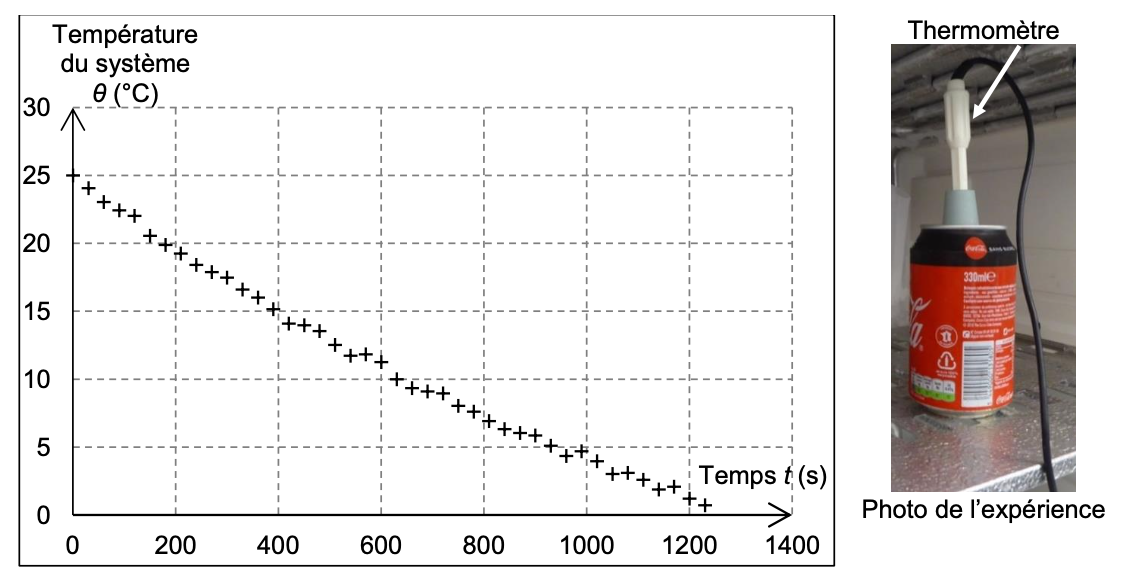 Température
du système
θ (°C)
30
25
20
15
10
5
0
Temps t (s)
0 200 400 600 800 1000 1200 1400
Thermomètre
330ml℮
Photo de l'expérience